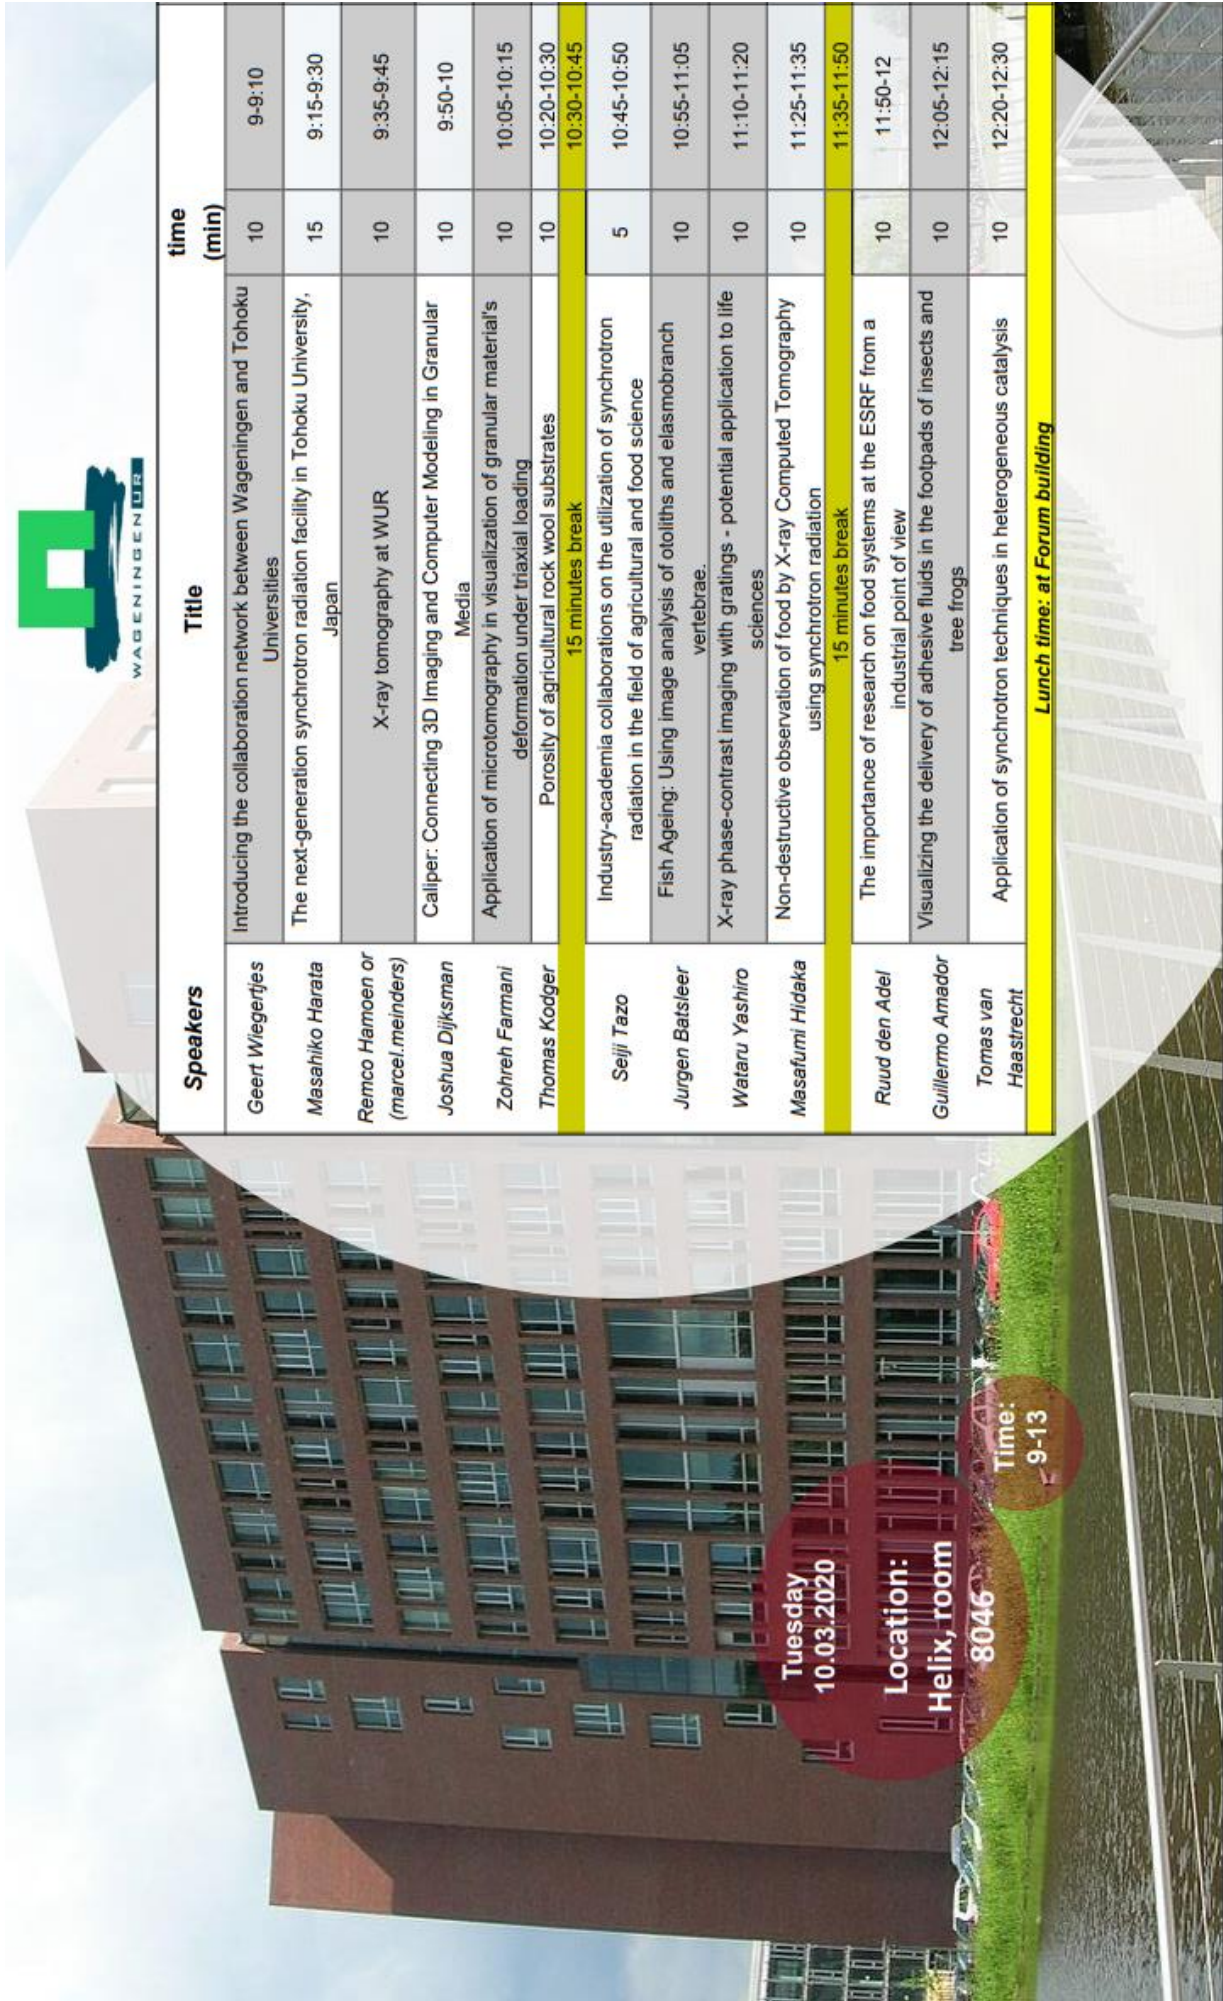 WAGENINGEN UR
Speakers Title time
(min)
Geert Wiegertjes Introducing the collaboration network between Wageningen and Tohoku
Universities 10 9-9:10
Masahiko Harata The next-generation synchrotron radiation facility in Tohoku University,
Japan 15 9:15-9:30
Remco Hamoen or
(marcel.meinders) X-ray tomography at WUR 10 9:35-9:45
Joshua Dijksman Caliper: Connecting 3D Imaging and Computer Modeling in Granular
Media 10 9:50-10
Zohreh Farmani Application of microtomography in visualization of granular material's
deformation under triaxial loading 10 10:05-10:15
Thomas Kodger Porosity of agricultural rock wool substrates 10 10:20-10:30
15 minutes break 10:30-10:45
Seiji Tazo Industry-academia collaborations on the utilization of synchrotron
radiation in the field of agricultural and food science 5 10:45-10:50
Jurgen Batsleer Fish Ageing: Using image analysis of otoliths and elasmobranch
vertebrae. 10 10:55-11:05
Wataru Yashiro X-ray phase-contrast imaging with gratings - potential application to life
sciences 10 11:10-11:20
Masafumi Hidaka Non-destructive observation of food by X-ray Computed Tomography
using synchrotron radiation 10 11:25-11:35
15 minutes break 11:35-11:50
Ruud den Adel The importance of research on food systems at the ESRF from a
industrial point of view 10 11:50-12
Guillermo Amador Visualizing the delivery of adhesive fluids in the footpads of insects and
tree frogs 10 12:05-12:15
Tomas van
Haastrecht Application of synchrotron techniques in heterogeneous catalysis 10 12:20-12:30
Lunch time: at Forum building
Tuesday
10.03.2020
Location:
Helix, room
8046
Time:
9-13